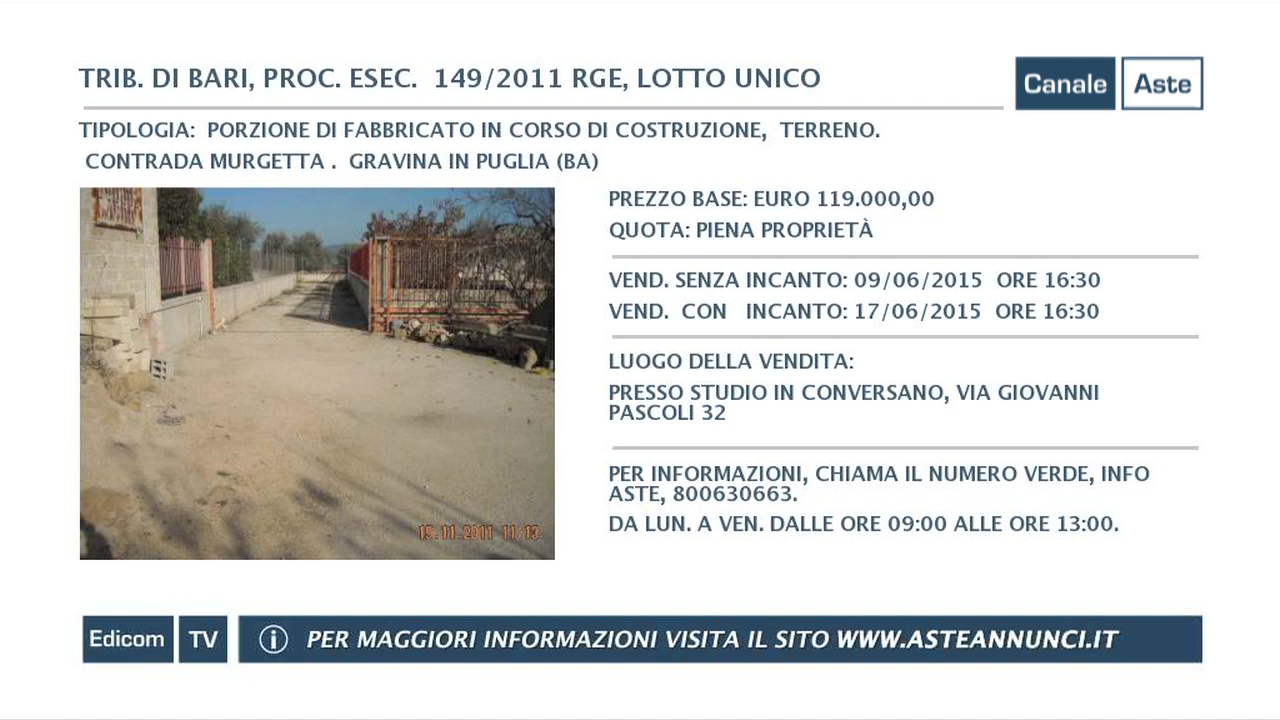 TRIB. DI BARI, PROC. ESEC. 149/2011 RGE, LOTTO UNICO
Canale Aste
TIPOLOGIA: PORZIONE DI FABBRICATO IN CORSO DI COSTRUZIONE, TERRENO.
CONTRADA MURGETTA . GRAVINA IN PUGLIA (BA)
PREZZO BASE: EURO 119.000,00
QUOTA: PIENA PROPRIETÀ
VEND. SENZA INCANTO: 09/06/2015 ORE 16:30
VEND. CON INCANTO: 17/06/2015 ORE 16:30
LUOGO DELLA VENDITA:
PRESSO STUDIO IN CONVERSANO, VIA GIOVANNI
PASCOLI 32
PER INFORMAZIONI, CHIAMA IL NUMERO VERDE, INFO
ASTE, 800630663.
DA LUN. A VEN. DALLE ORE 09:00 ALLE ORE 13:00.
Edicom TV
PER MAGGIORI INFORMAZIONI VISITA IL SITO WWW.ASTEANNUNCI.IT